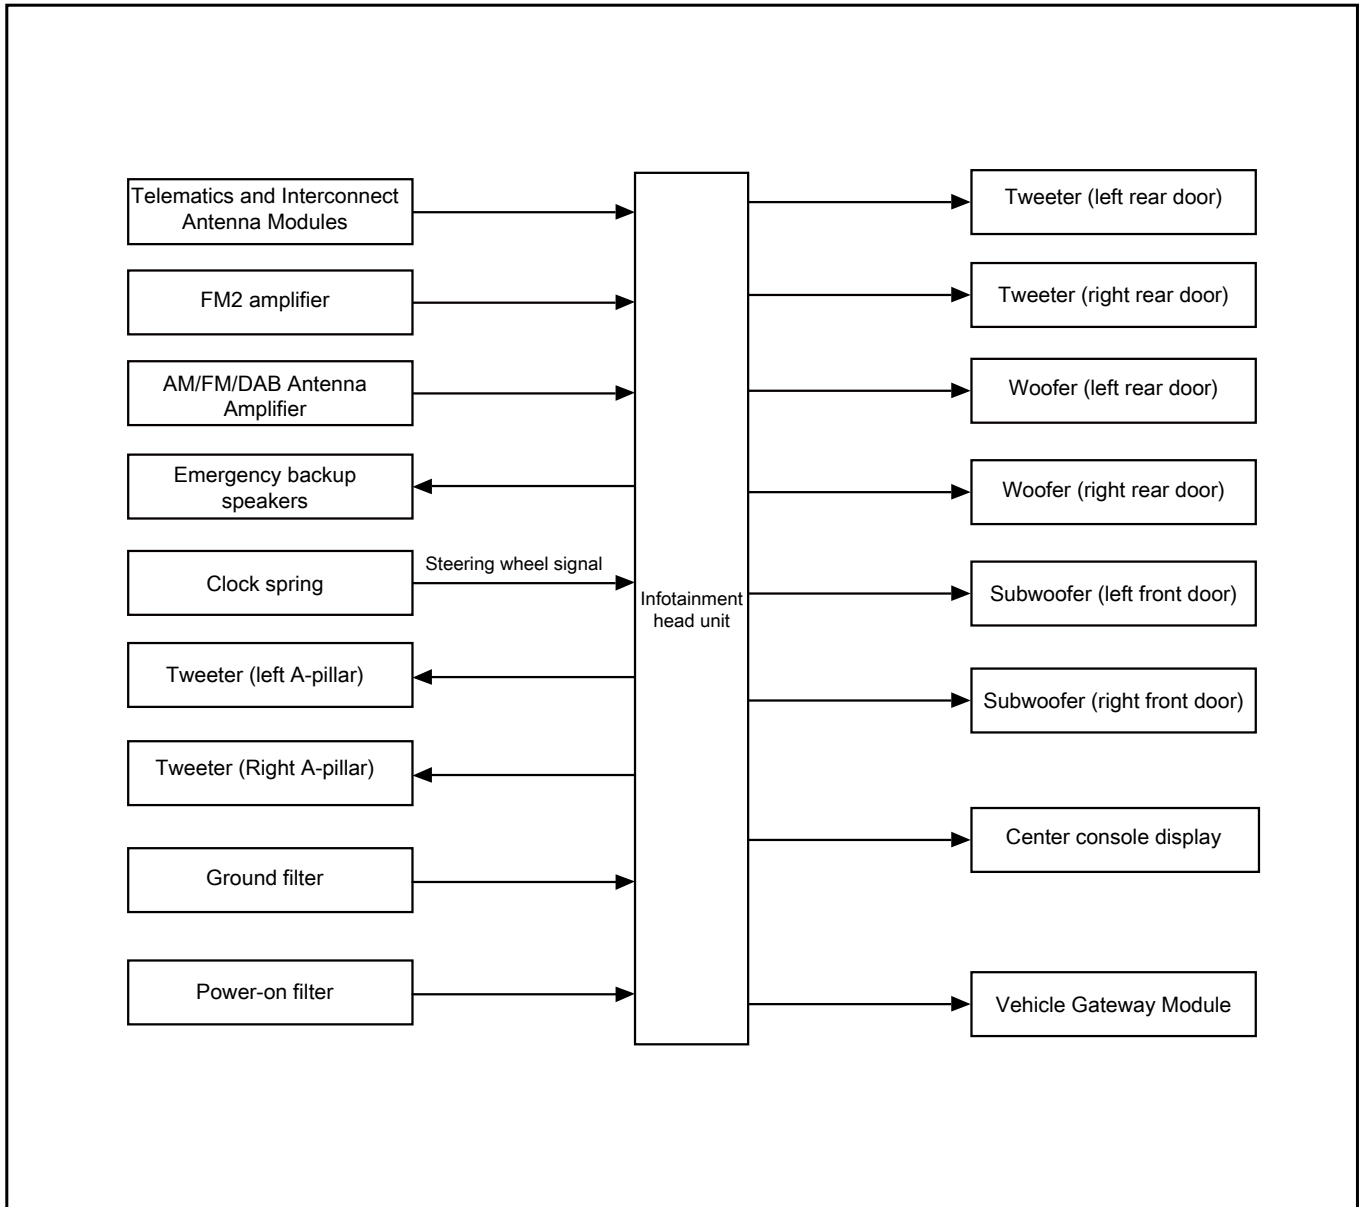 Telematics and Interconnect
Antenna Modules
FM2 amplifier
AM/FM/DAB Antenna
Amplifier
Emergency backup
speakers
Clock spring
Steering wheel signal
Tweeter (left A-pillar)
Tweeter (Right A-pillar)
Ground filter
Power-on filter
Infotainment
head unit
Tweeter (left rear door)
Tweeter (right rear door)
Woofer (left rear door)
Woofer (right rear door)
Subwoofer (left front door)
Subwoofer (right front door)
Center console display
Vehicle Gateway Module